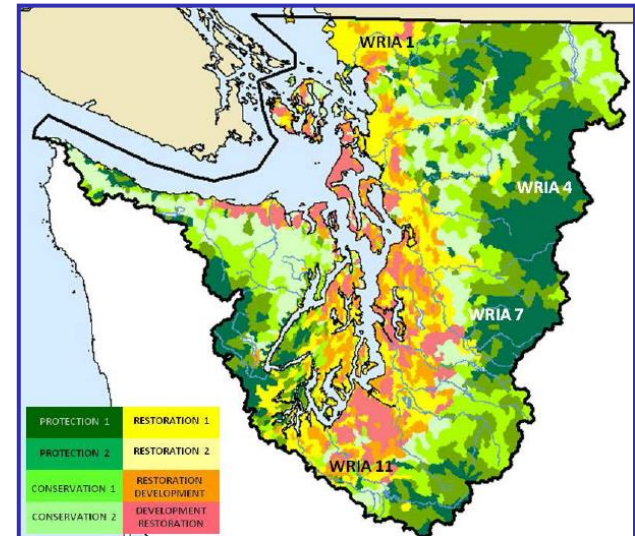 WRIA 1
WRIA 4
WRIA 7
WRIA 11
PROTECTION 1
RESTORATION 1
PROTECTION 2
RESTORATION 2
CONSERVATION 1
RESTORATION
DEVELOPMENT
CONSERVATION 2
DEVELOPMENT
RESTORATION